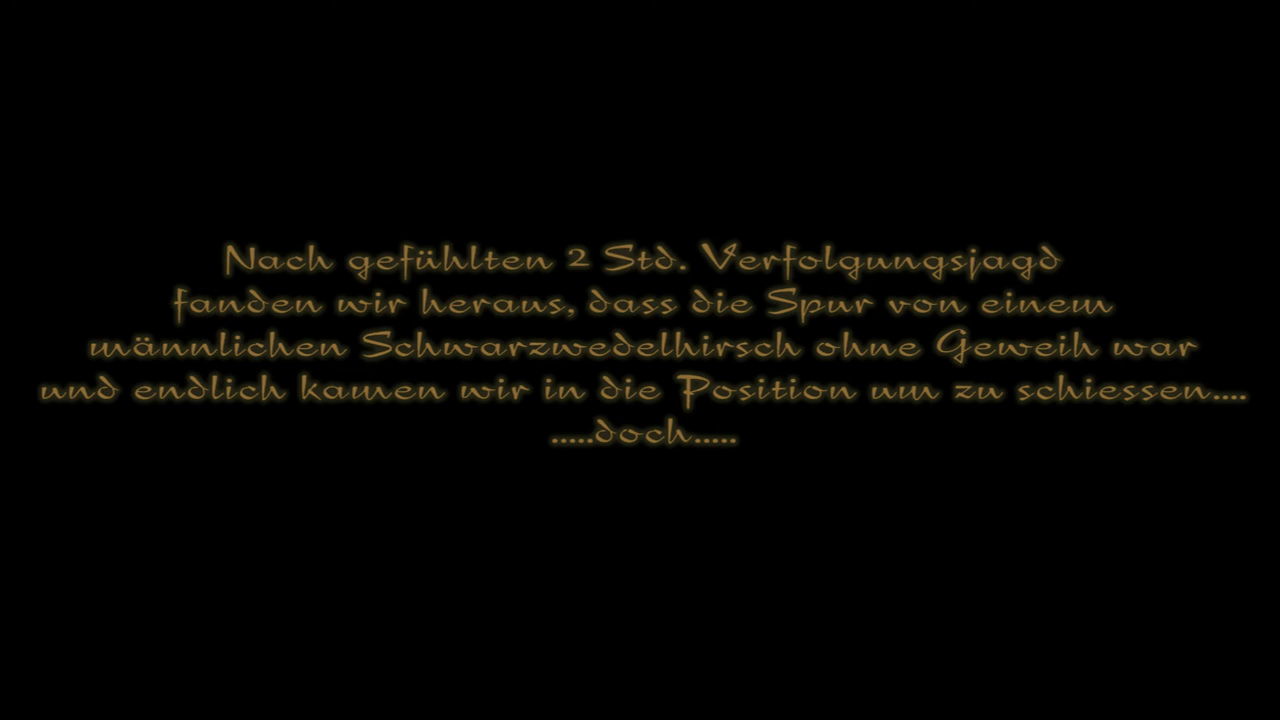 Nach gefühlten 2 Std. Verfolgungsjagd
fanden wir heraus, dass die Spur von einem
männlichen Schwarzwedelhirsch ohne Geweih war
und endlich kamen wir in die Position um zu schiessen....
.....doch.....